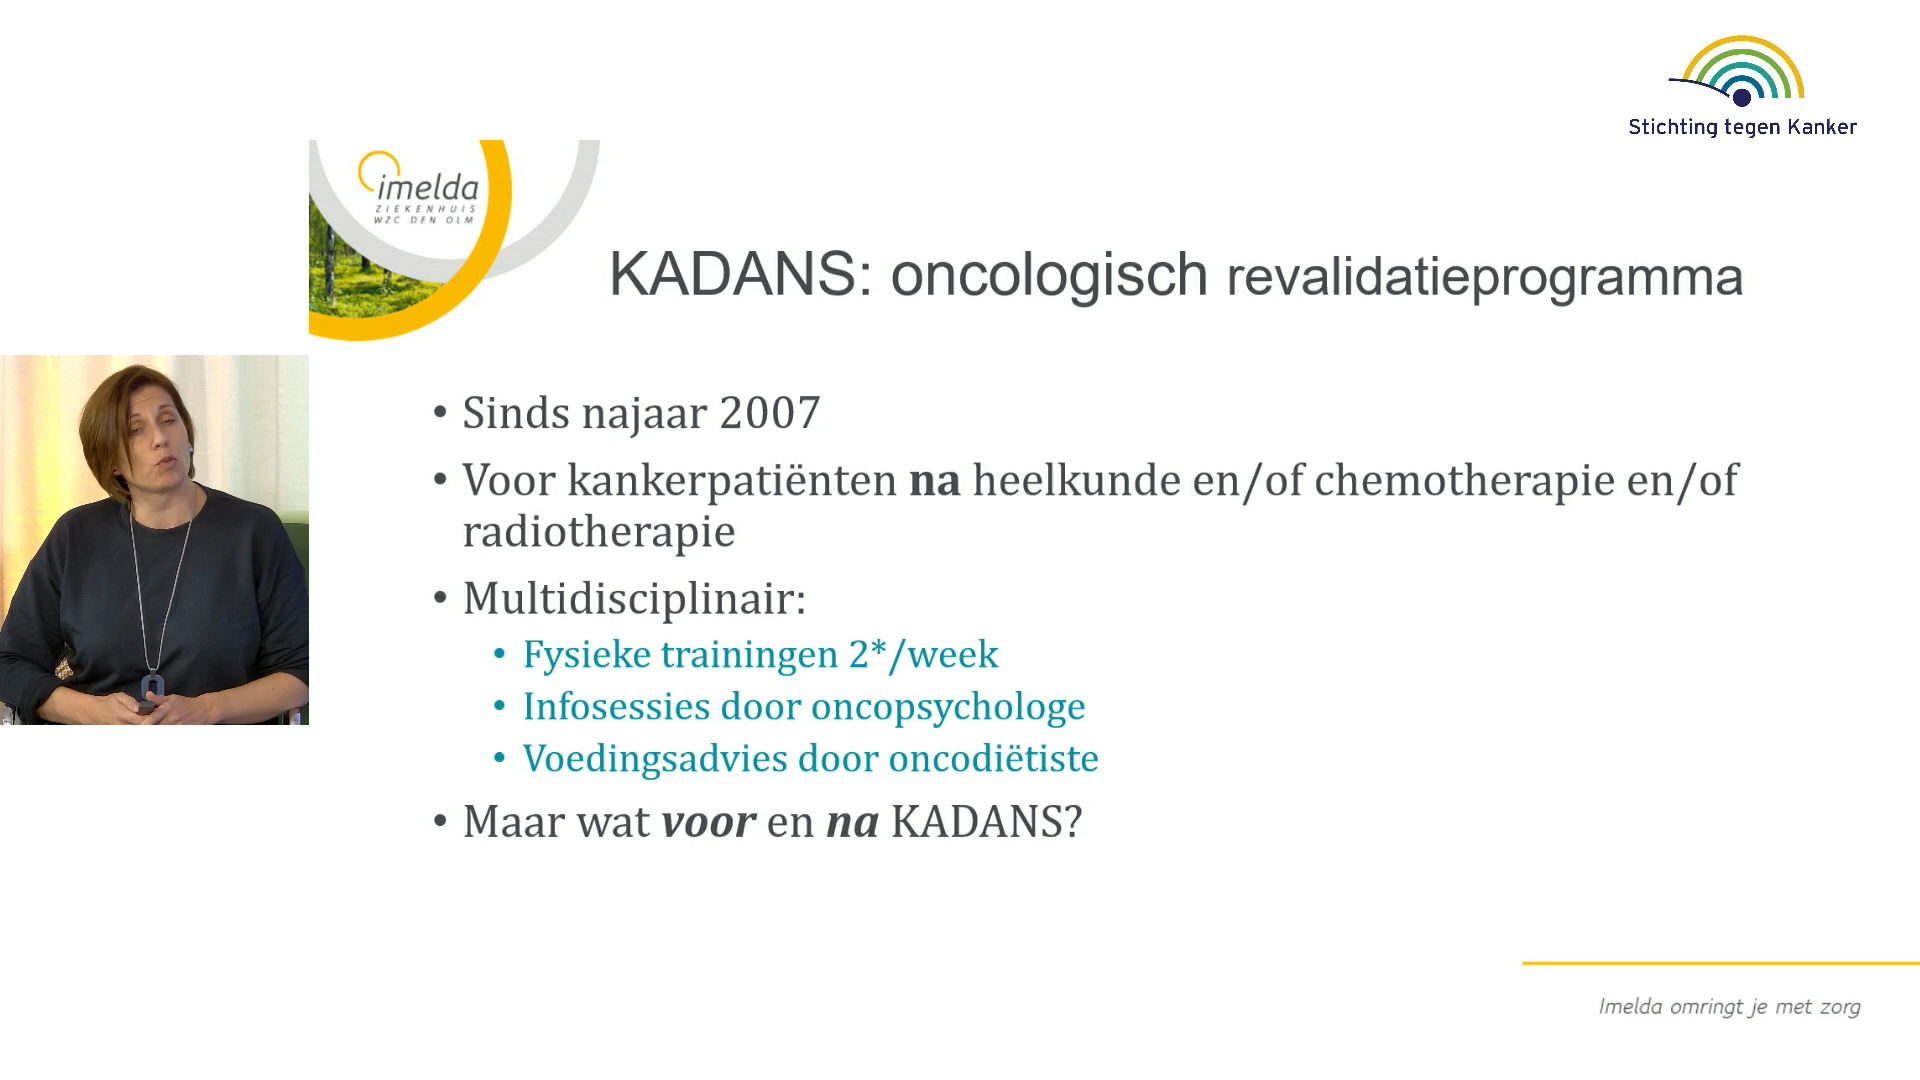 Stichting tegen Kanker
imelda
ZIEKENHUIS
WZC DEN OLM
KADANS: oncologisch revalidatieprogramma
• Sinds najaar 2007
• Voor kankerpatiënten na heelkunde en/of chemotherapie en/of
radiotherapie
• Multidisciplinair:
• Fysieke trainingen 2*/week
• Infosessies door oncopsychologe
• Voedingsadvies door oncodiëtiste
• Maar wat voor en na KADANS?
Imelda omringt je met zorg